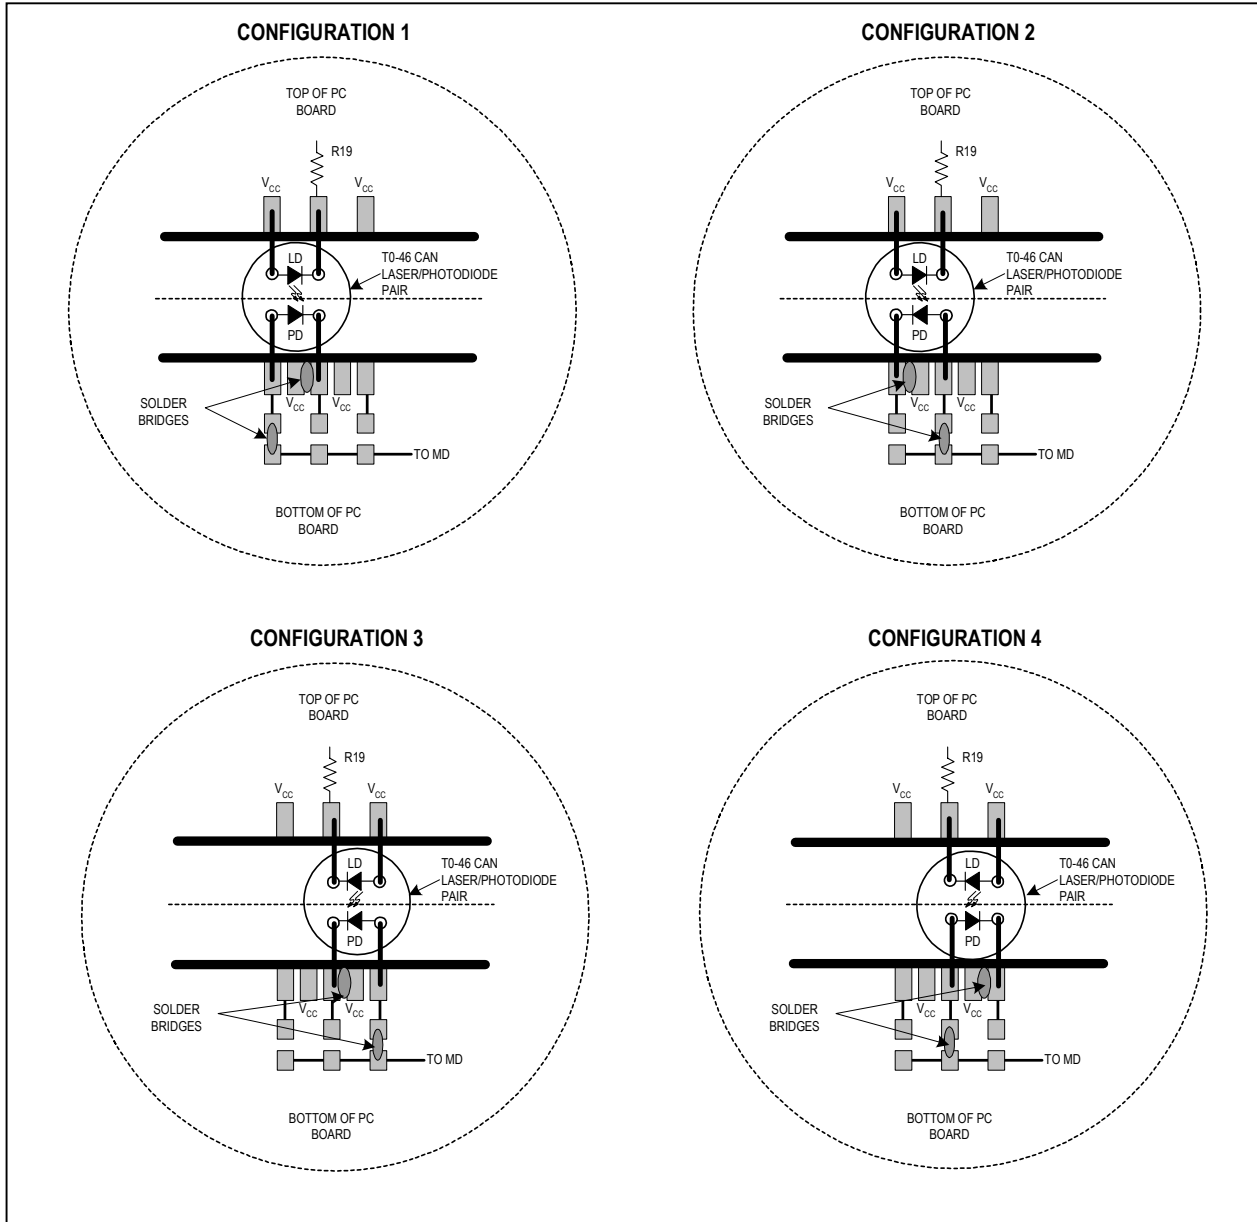 CONFIGURATION 1
TOP OF PC
BOARD
R19
VCC
VCC
LD
T0-46 CAN
LASER/PHOTODIODE
PAIR
PD
SOLDER
BRIDGES
VCC
VCC
TO MD
BOTTOM OF PC
BOARD
CONFIGURATION 2
TOP OF PC
BOARD
R19
VCC
VCC
LD
T0-46 CAN
LASER/PHOTODIODE
PAIR
PD
SOLDER
BRIDGES
VCC
VCC
TO MD
BOTTOM OF PC
BOARD
CONFIGURATION 3
TOP OF PC
BOARD
R19
VCC
VCC
LD
T0-46 CAN
LASER/PHOTODIODE
PAIR
PD
SOLDER
BRIDGES
VCC
VCC
TO MD
BOTTOM OF PC
BOARD
CONFIGURATION 4
TOP OF PC
BOARD
R19
VCC
VCC
LD
T0-46 CAN
LASER/PHOTODIODE
PAIR
PD
SOLDER
BRIDGES
VCC
VCC
TO MD
BOTTOM OF PC
BOARD